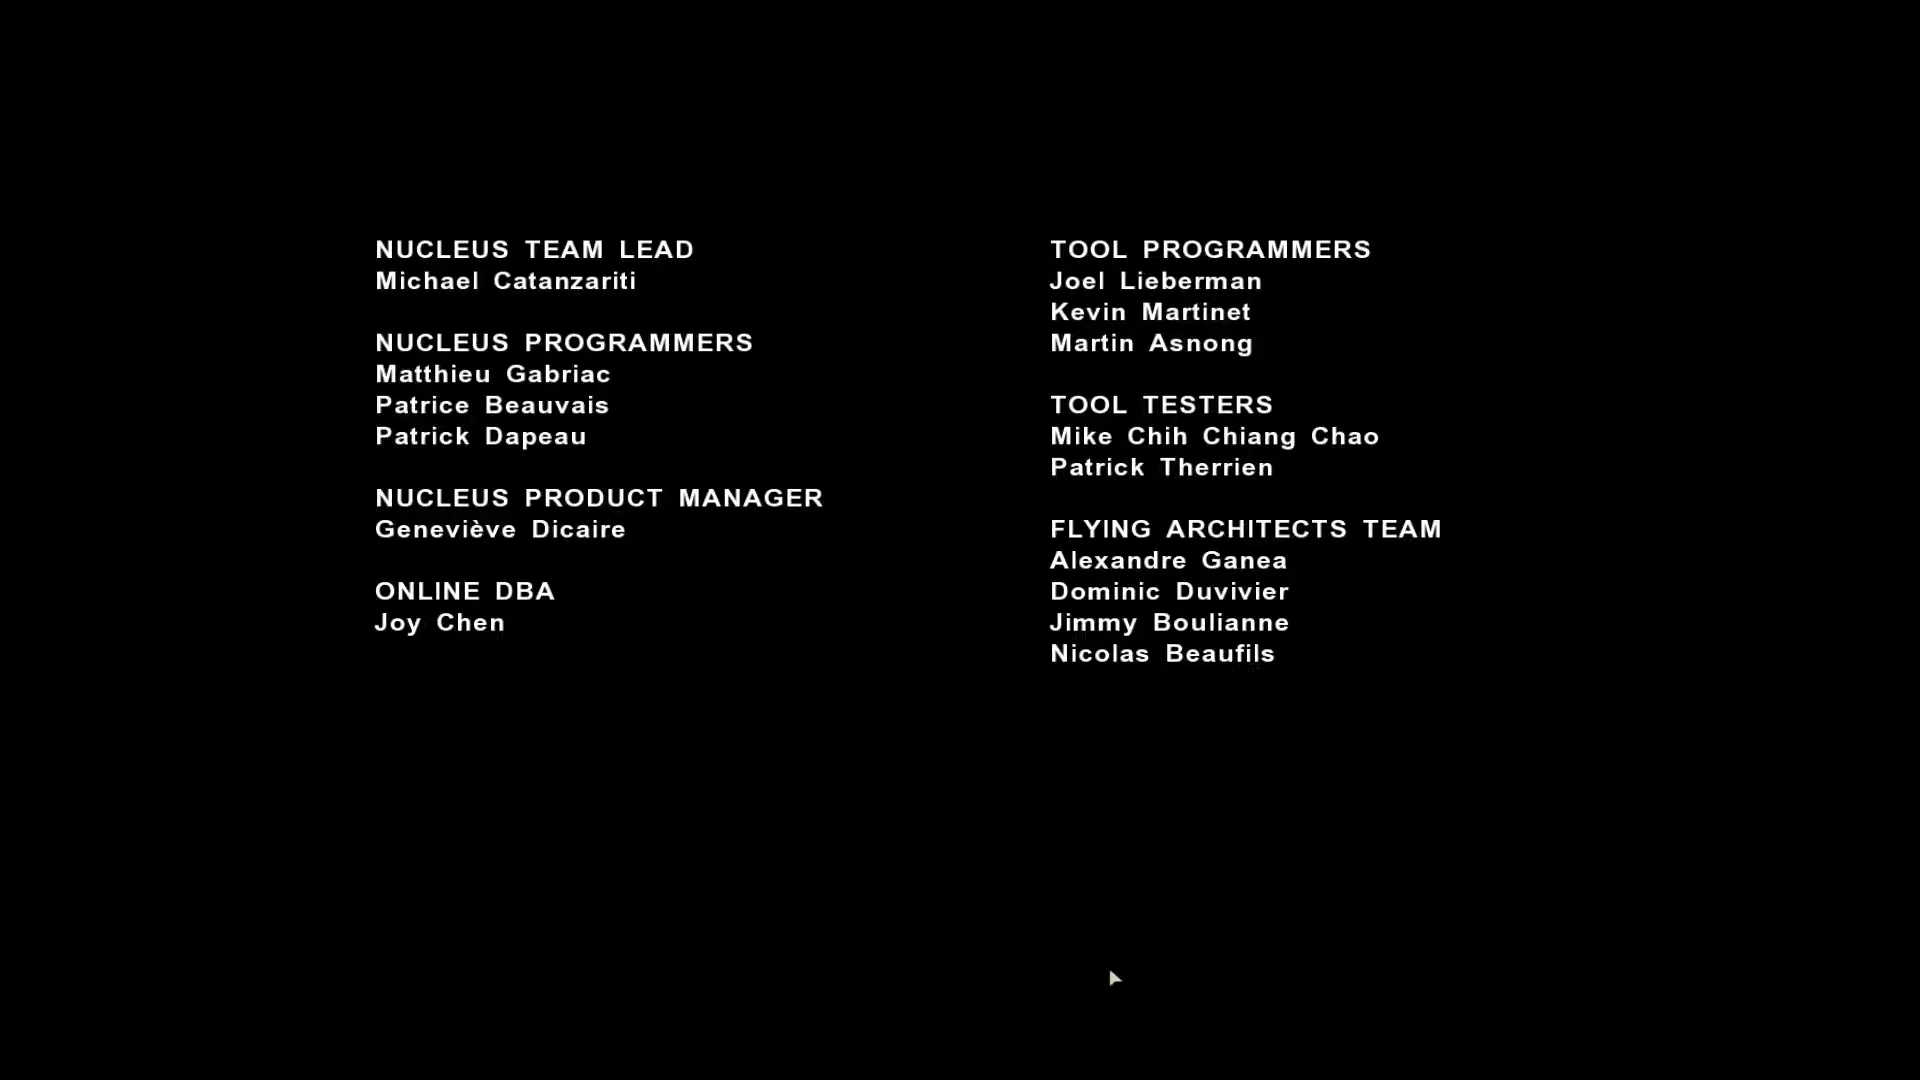 NUCLEUS TEAM LEAD
Michael Catanzariti
NUCLEUS PROGRAMMERS
Matthieu Gabriac
Patrice Beauvais
Patrick Dapeau
NUCLEUS PRODUCT MANAGER
Geneviève Dicaire
ONLINE DBA
Joy Chen
TOOL PROGRAMMERS
Joel Lieberman
Kevin Martinet
Martin Asnong
TOOL TESTERS
Mike Chih Chiang Chao
Patrick Therrien
FLYING ARCHITECTS TEAM
Alexandre Ganea
Dominic Duvivier
Jimmy Boulianne
Nicolas Beaufils